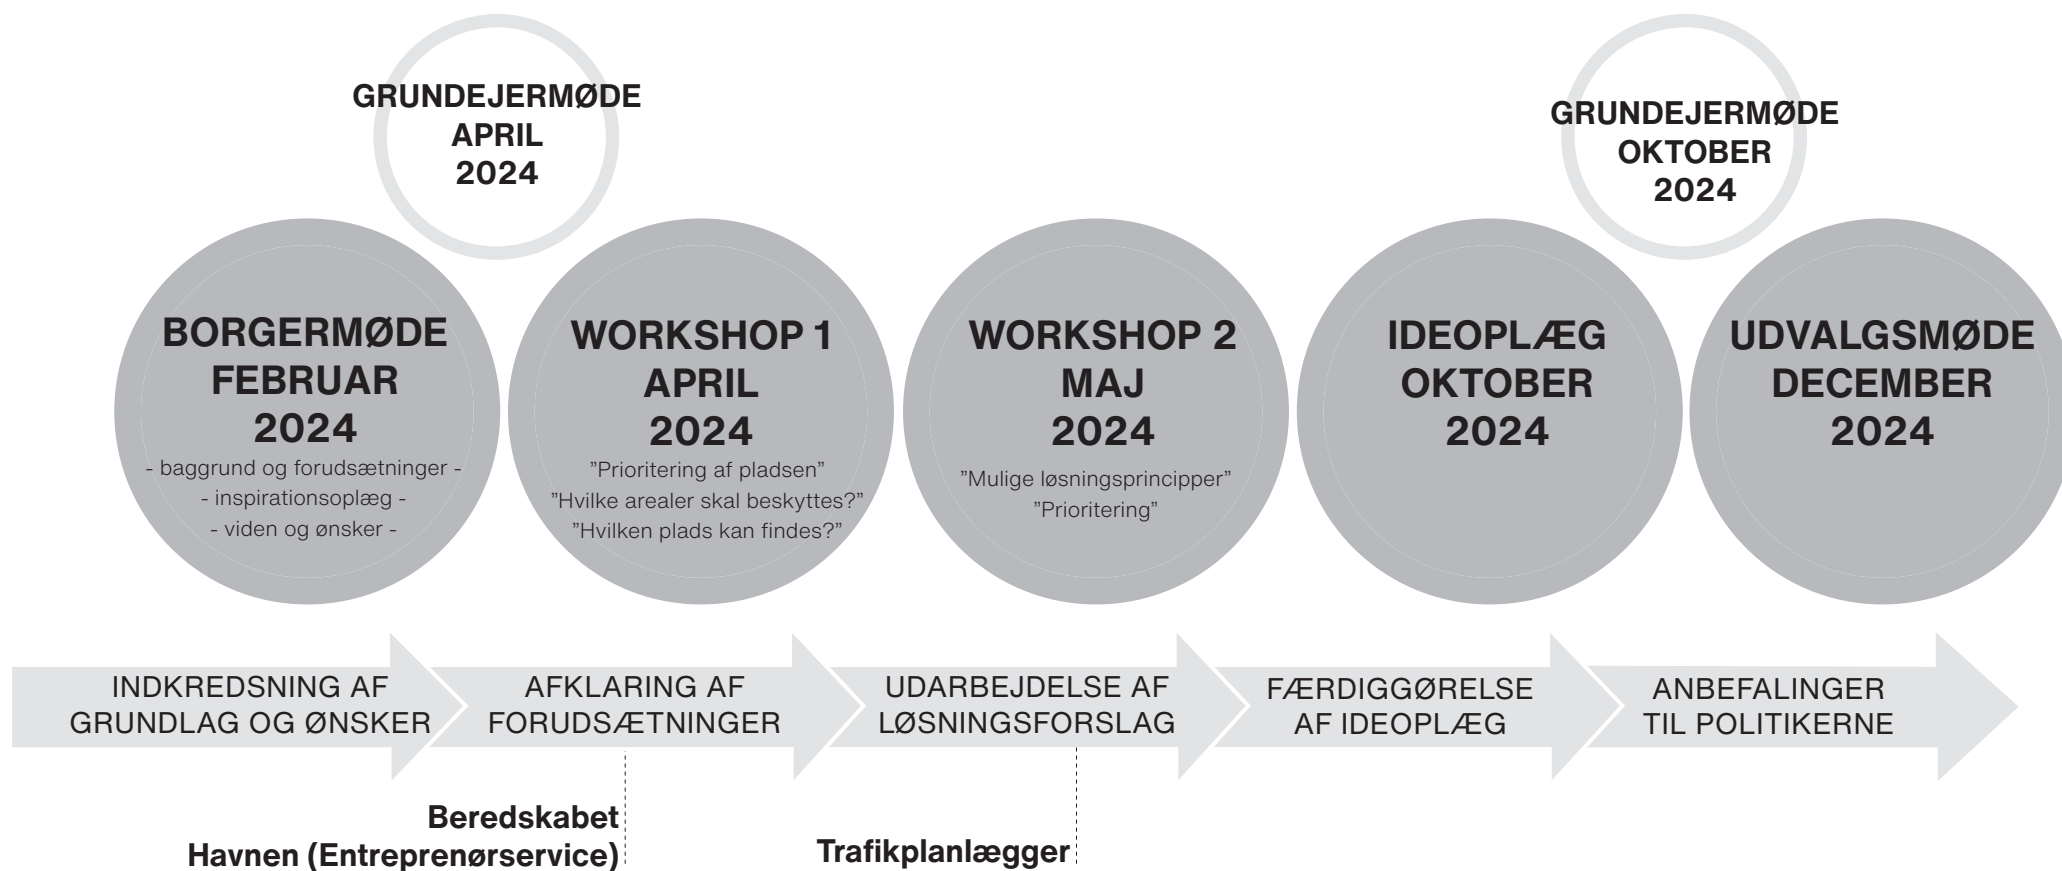 GRUNDEJERMØDE
APRIL
2024
GRUNDEJERMØDE
OKTOBER
2024
BORGERMØDE
FEBRUAR
2024
- baggrund og forudsætninger -
- inspirationsoplæg -
- viden og ønsker -
WORKSHOP 1
APRIL
2024
”Prioritering af pladsen”
”Hvilke arealer skal beskyttes?”
”Hvilken plads kan findes?”
WORKSHOP 2
MAJ
2024
”Mulige løsningsprincipper”
”Prioritering”
IDEOPLÆG
OKTOBER
2024
UDVALGSMØDE
DECEMBER
2024
INDKREDSNING AF
GRUNDLAG OG ØNSKER
AFKLARING AF
FORUDSÆTNINGER
UDARBEJDELSE AF
LØSNINGSFORSLAG
FÆRDIGGØRELSE
AF IDEOPLÆG
ANBEFALINGER
TIL POLITIKERNE
Beredskabet
Havnen (Entreprenørservice)
Trafikplanlægger